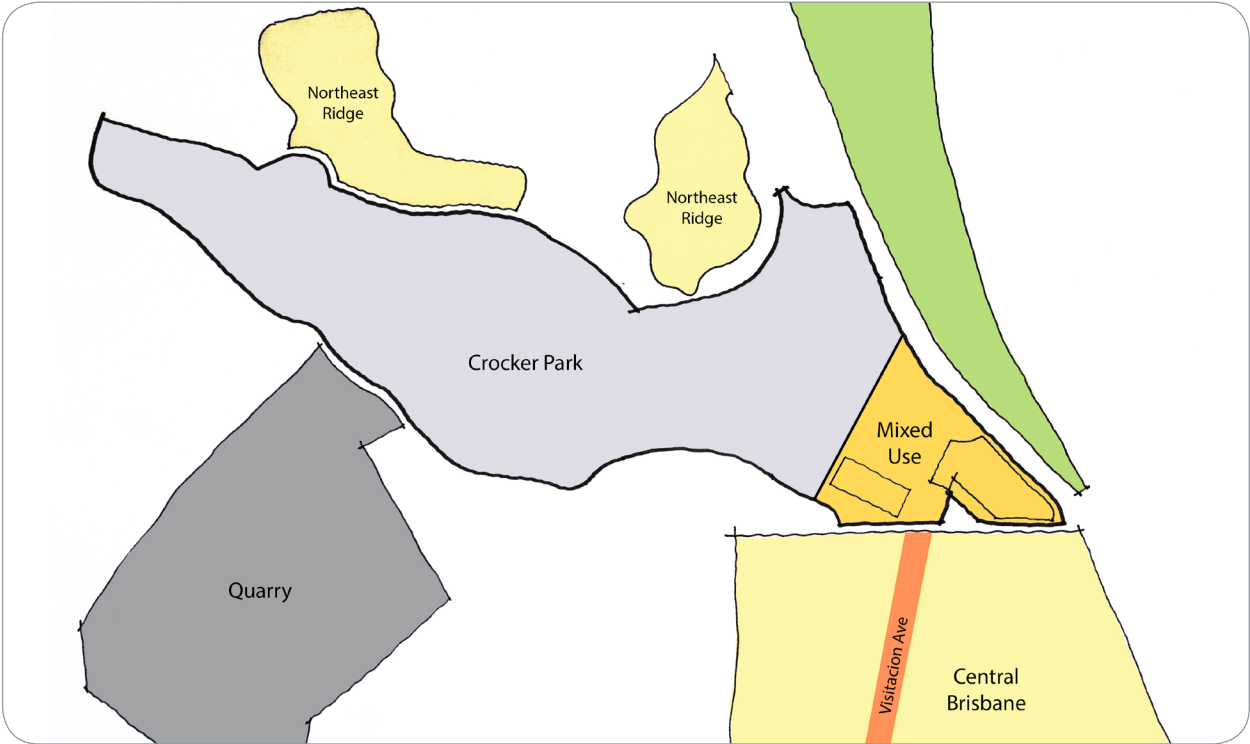 Northeast
Ridge
Northeast
Ridge
Crocker Park
Mixed
Use
Quarry
Visitacion Ave
Central
Brisbane